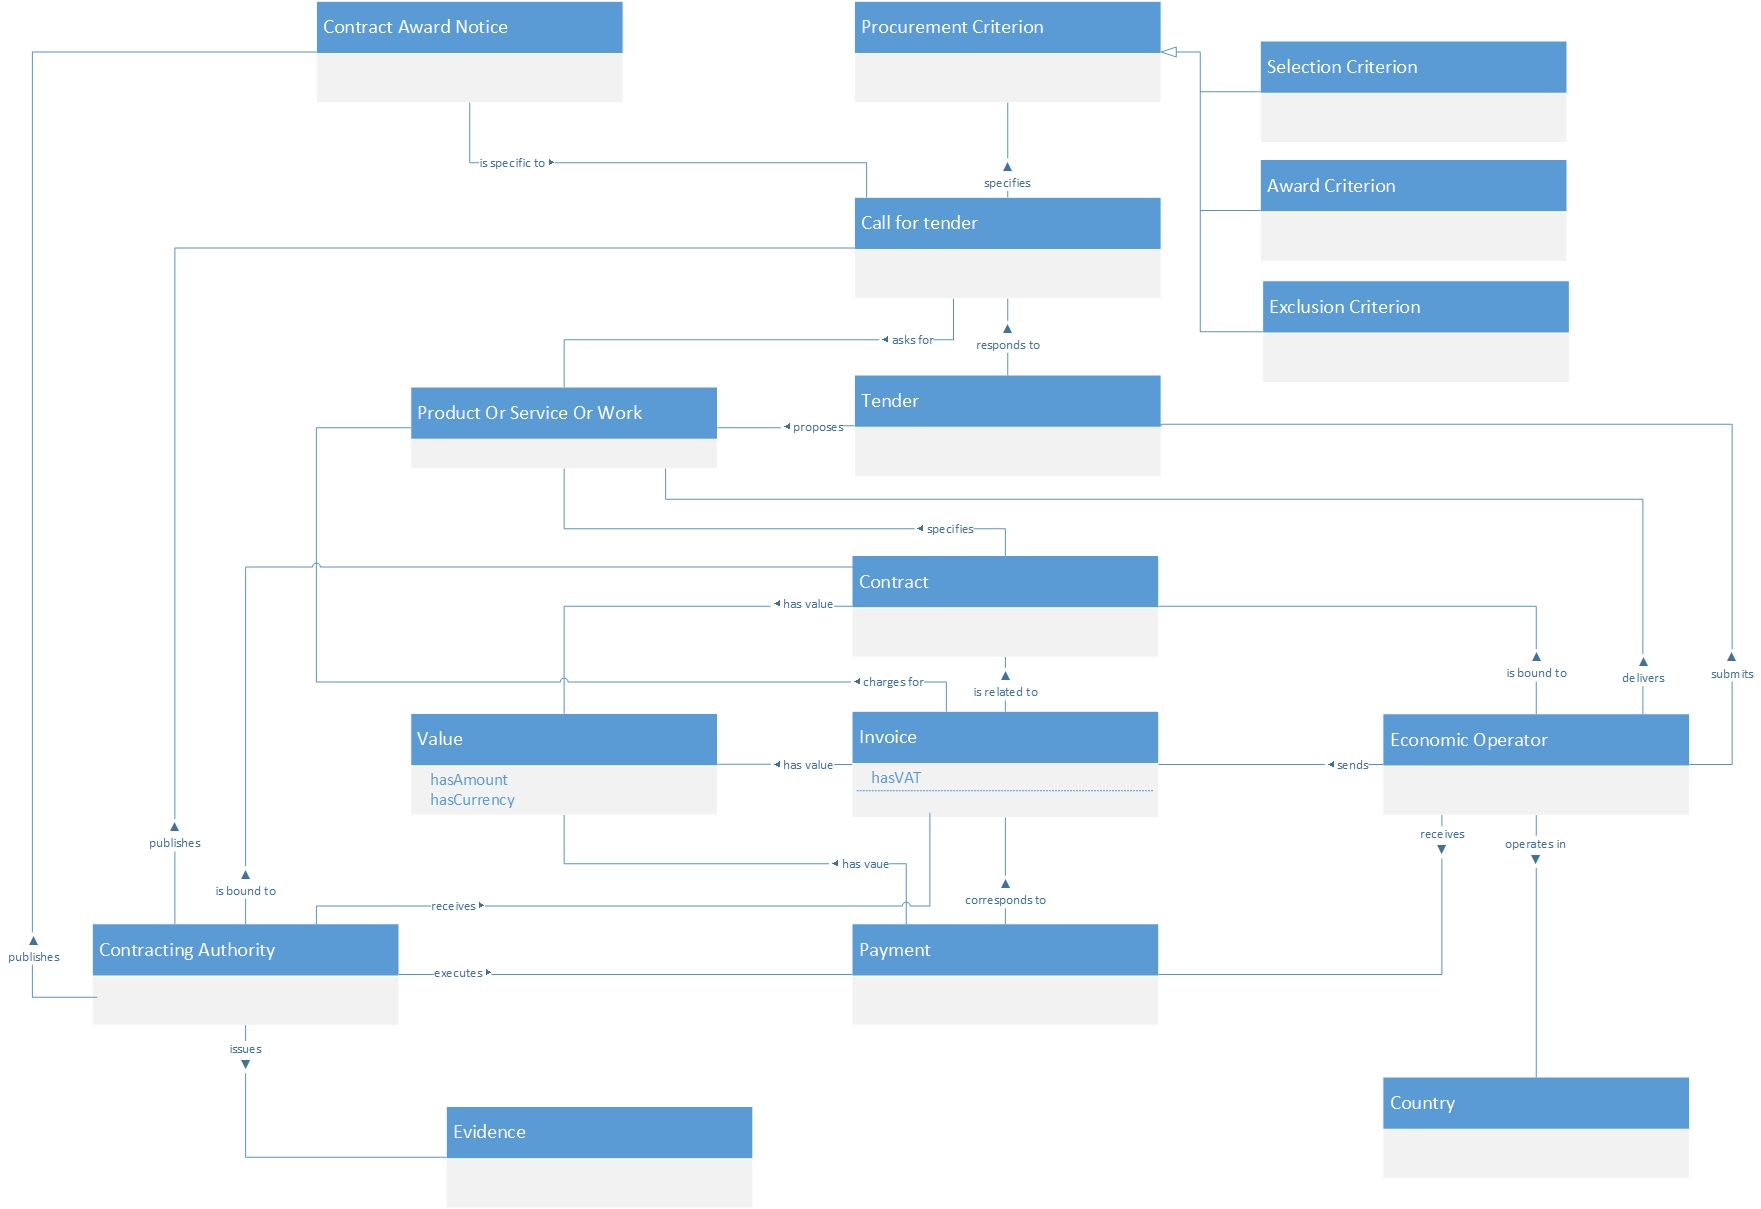 Contract Award Notice
Procurement Criterion
Selection Criterion
is specific to
specifies
Award Criterion
Call for tender
Exclusion Criterion
asks for
responds to
Product Or Service Or Work
Tender
proposes
specifies
Contract
has value
is bound to
delivers
submits
charges for
is related to
Value
hasAmount
hasCurrency
has value
Invoice
hasVAT
sends
Economic Operator
publishes
is bound to
has vaue
receives
operates in
receives
corresponds to
publishes
Contracting Authority
executes
Payment
issues
Evidence
Country